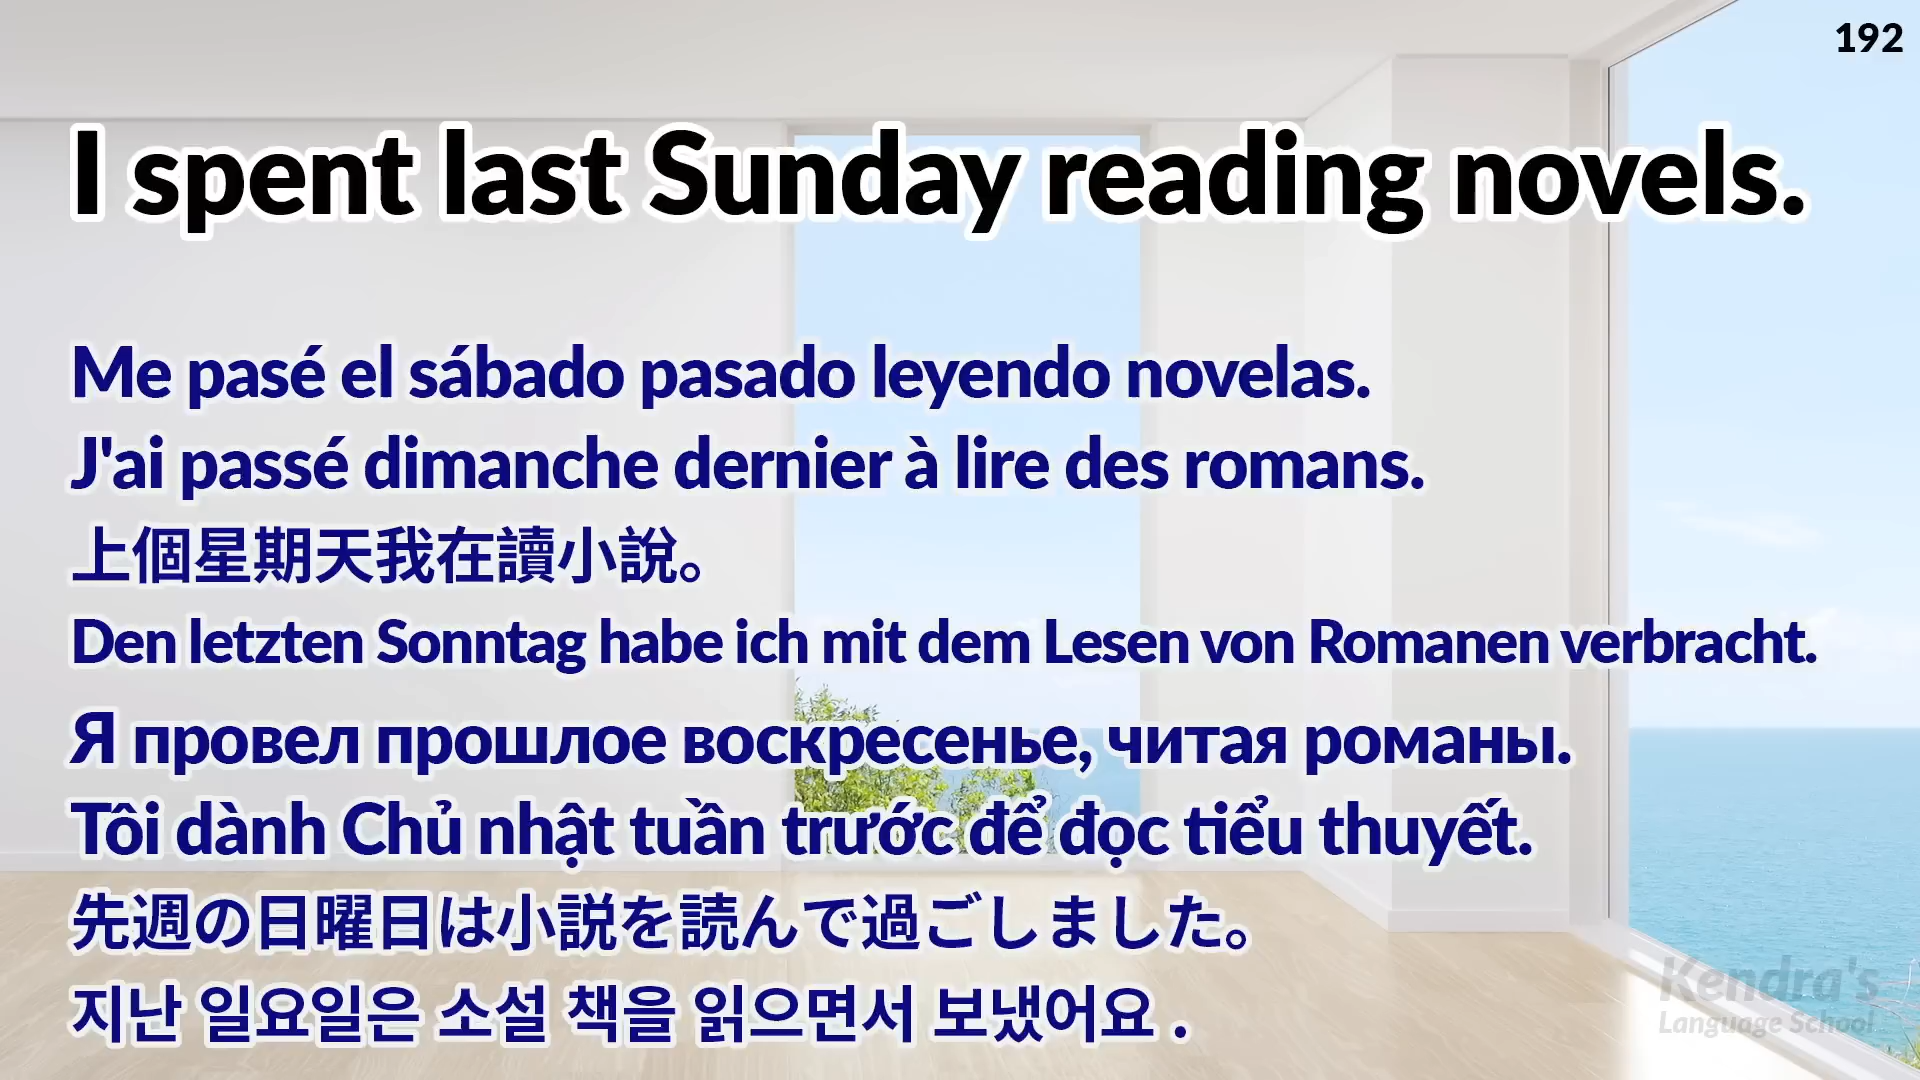 192
I spent last Sunday reading novels.
Me pasé el sábado pasado leyendo novelas.
J'ai passé dimanche dernier à lire des romans.
上個星期天我在讀小說。
Den letzten Sonntag habe ich mit dem Lesen von Romanen verbracht.
Я провел прошлое воскресенье, читая романы.
Tôi dành Chủ nhật tuần trước để đọc tiểu thuyết.
先週の日曜日は小説を読んで過ごしました。
지난 일요일은 소설 책을 읽으면서 보냈어요 .
Kendra's
Language School